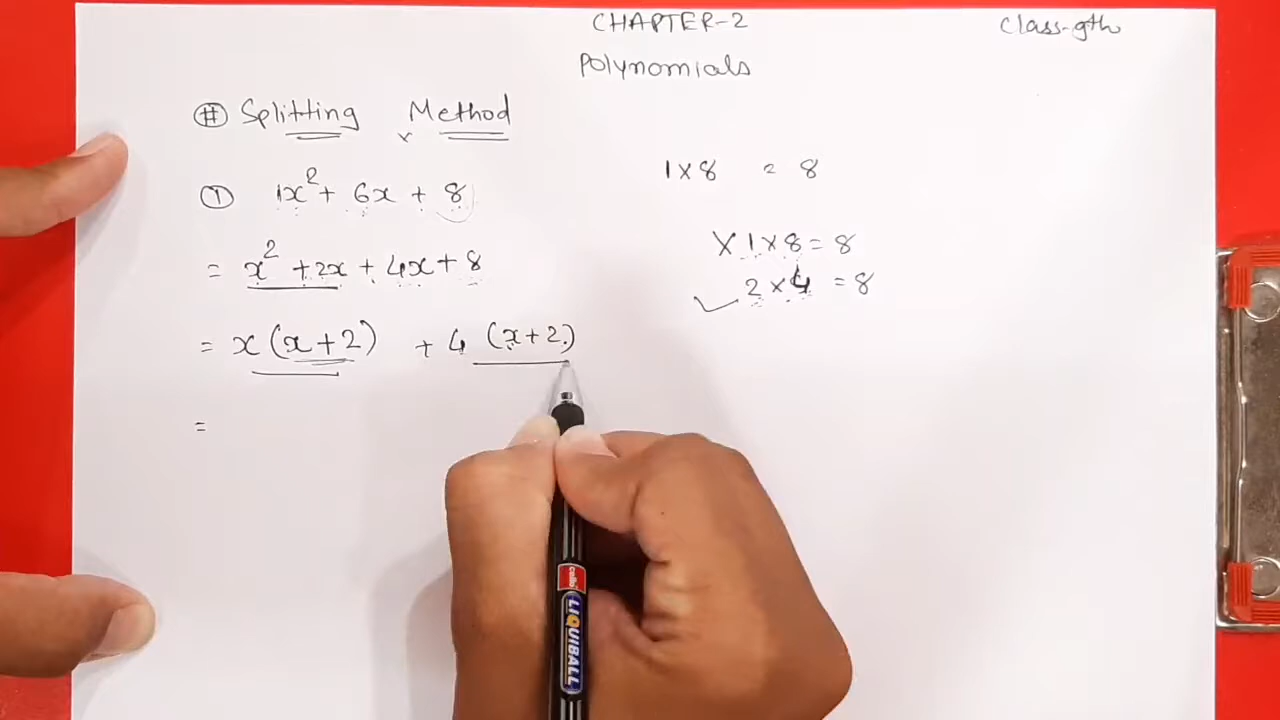 CHAPTER-2
Class-9th
Polynomials
# Splitting Method
x
① 1x² + 6x + 8
1 x 8 = 8
= x² + 2x + 4x + 8
X 1 x 8 = 8
✓ 2 x 4 = 8
= x (x + 2) + 4 (x + 2)
=
cello LIQUIBALL